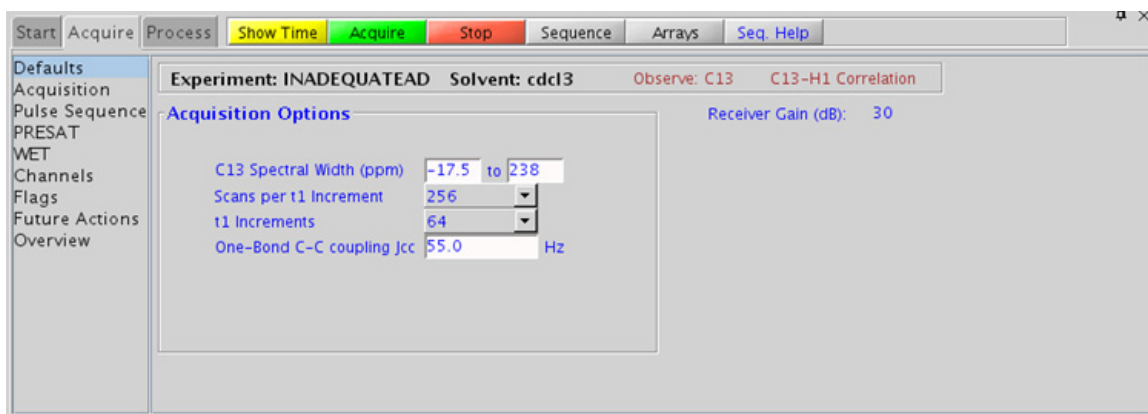 Start Acquire Process Show Time Acquire Stop Sequence Arrays Seq. Help
Defaults
Acquisition
Pulse Sequence
PRESAT
WET
Channels
Flags
Future Actions
Overview
Experiment: INADEQUATEAD Solvent: cdcl3 Observe: C13 C13-H1 Correlation
Acquisition Options
Receiver Gain (dB): 30
C13 Spectral Width (ppm) -17.5 to 238
Scans per t1 Increment 256
t1 Increments 64
One-Bond C-C coupling Jcc 55.0 Hz